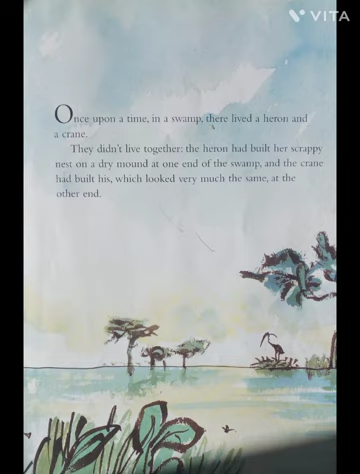 VITA
Once upon a time, in a swamp, there lived a heron and
a crane.
They didn't live together: the heron had built her scrappy
nest on a dry mound at one end of the swamp, and the crane
had built his, which looked very much the same, at the
other end.